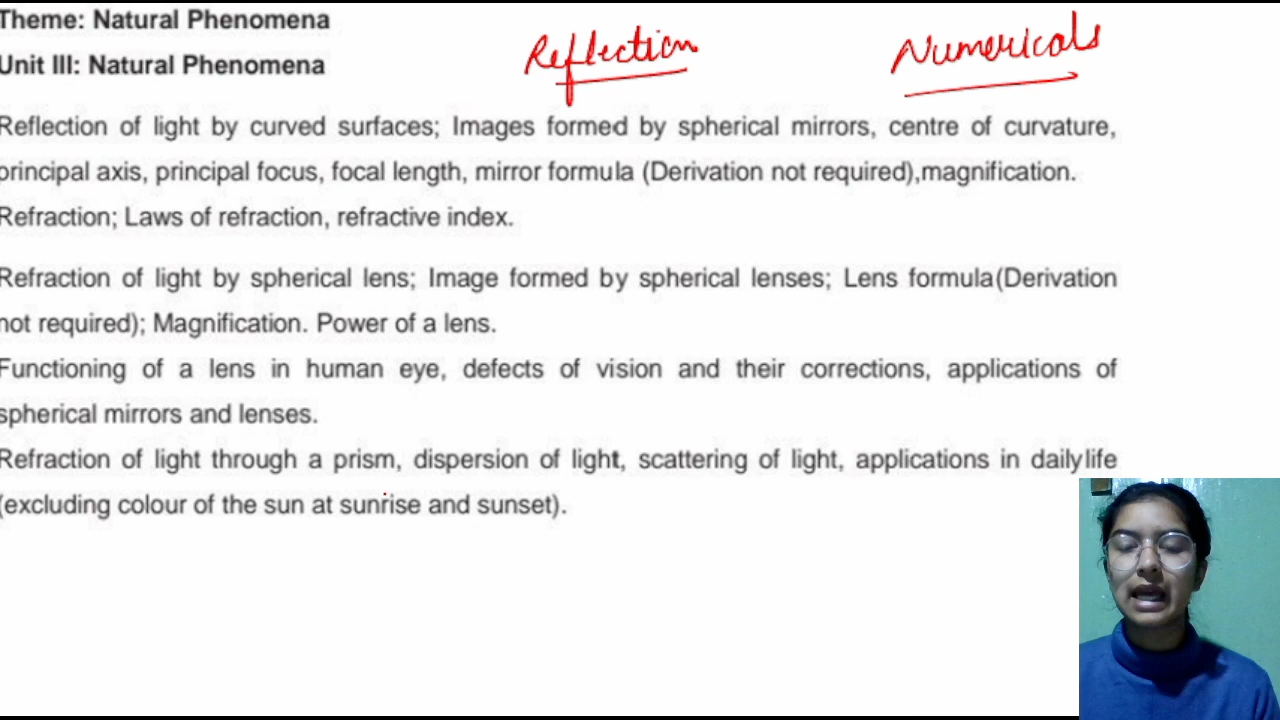 Theme: Natural Phenomena
Reflection
Numericals
Unit III: Natural Phenomena
Reflection of light by curved surfaces; Images formed by spherical mirrors, centre of curvature,
principal axis, principal focus, focal length, mirror formula (Derivation not required),magnification.
Refraction; Laws of refraction, refractive index.
Refraction of light by spherical lens; Image formed by spherical lenses; Lens formula(Derivation
not required); Magnification. Power of a lens.
Functioning of a lens in human eye, defects of vision and their corrections, applications of
spherical mirrors and lenses.
Refraction of light through a prism, dispersion of light, scattering of light, applications in dailylife
(excluding colour of the sun at sunrise and sunset).